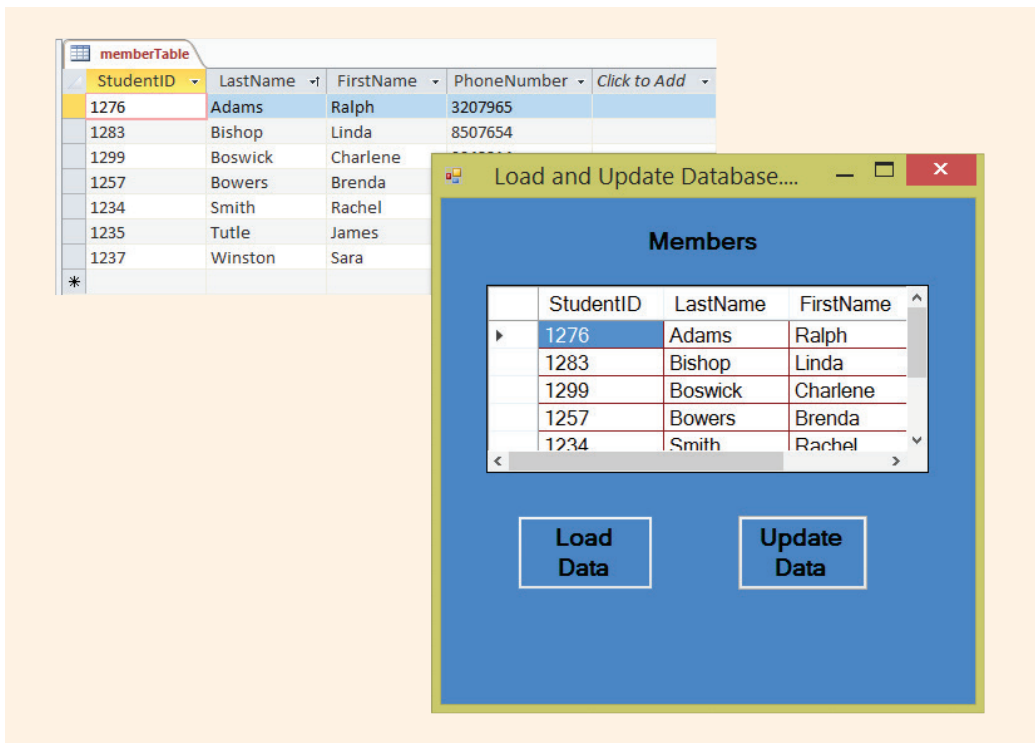 memberTable
StudentID LastName FirstName PhoneNumber Click to Add
1276 Adams Ralph 3207965
1283 Bishop Linda 8507654
1299 Boswick Charlene
1257 Bowers Brenda
1234 Smith Rachel
1235 Tutle James
1237 Winston Sara
Load and Update Database....
Members
StudentID LastName FirstName
1276 Adams Ralph
1283 Bishop Linda
1299 Boswick Charlene
1257 Bowers Brenda
1234 Smith Rachel
Load
Data
Update
Data